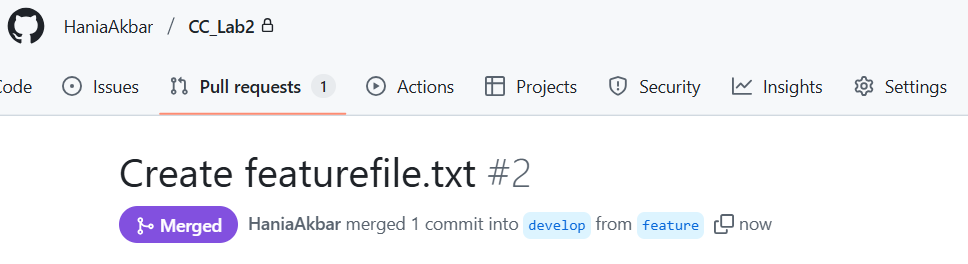 HaniaAkbar / CC_Lab2
Code Issues Pull requests 1 Actions Projects Security Insights Settings
Create featurefile.txt #2
Merged HaniaAkbar merged 1 commit into develop from feature now